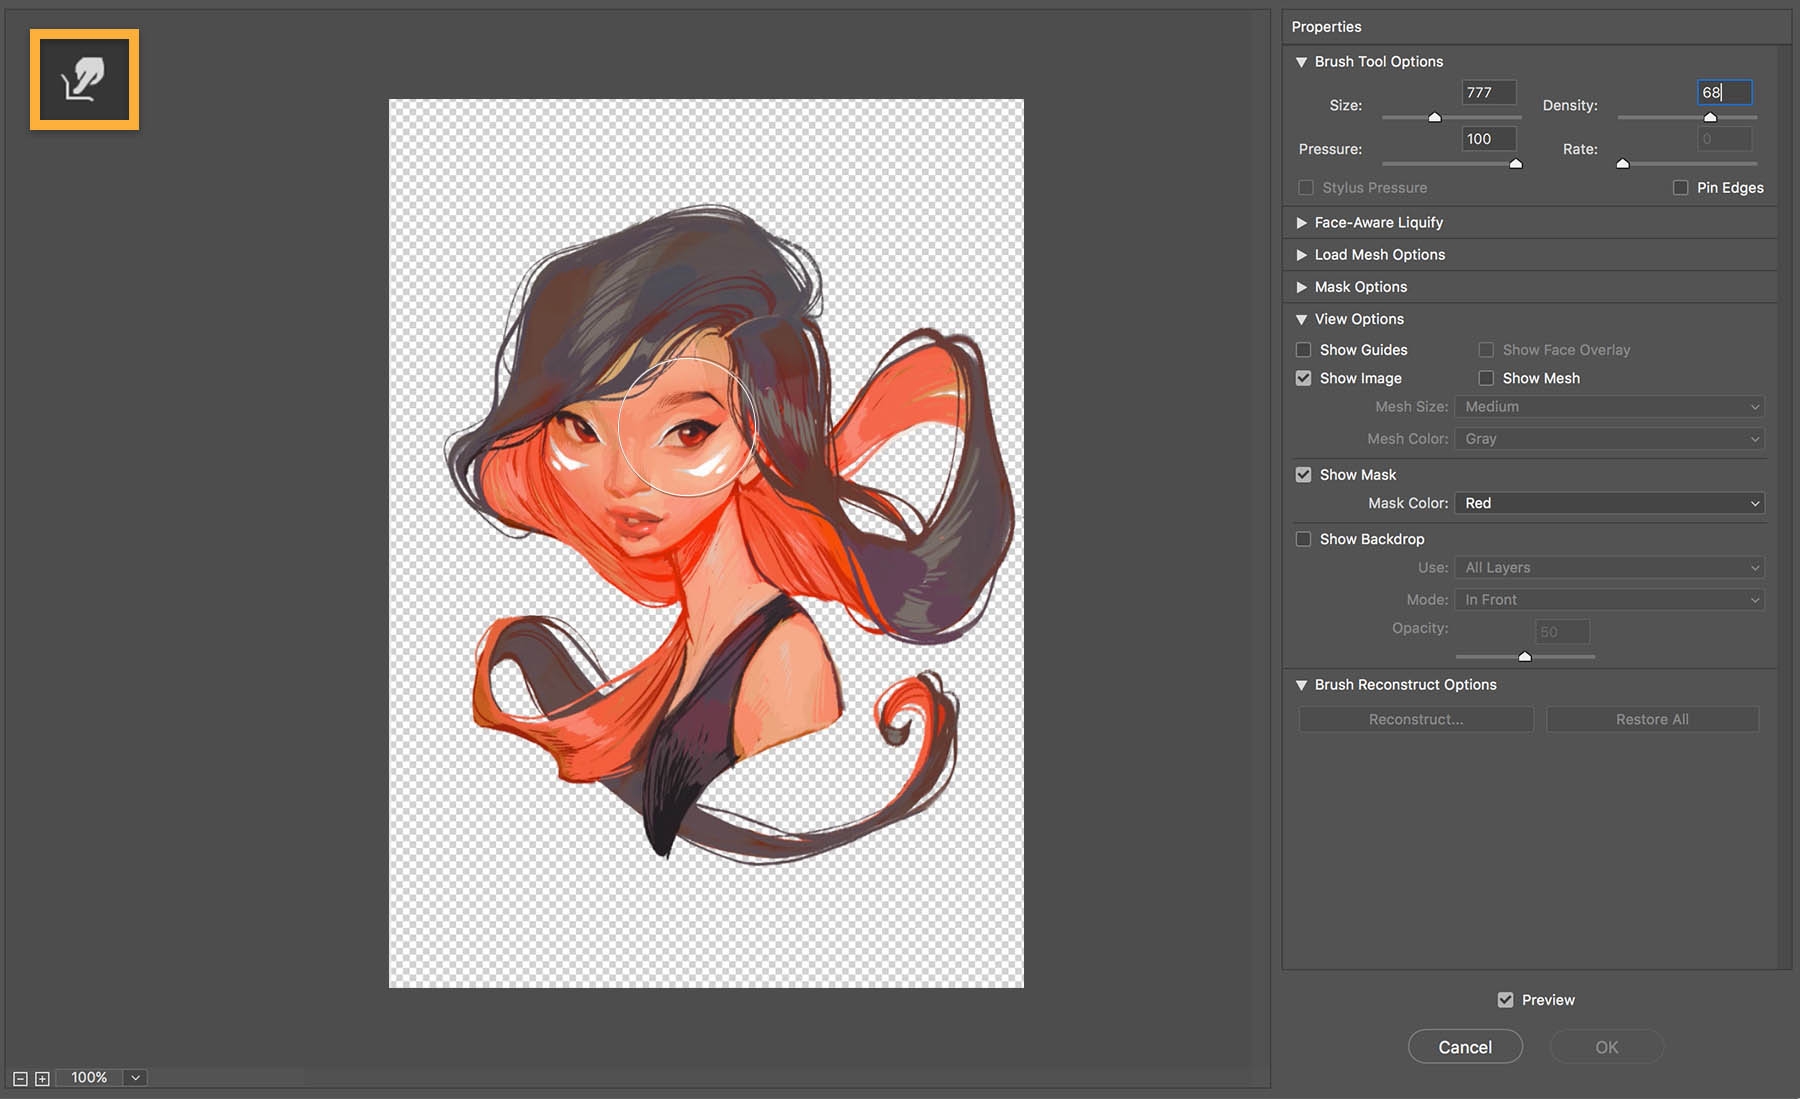 Properties
Brush Tool Options
Size: 777 Density: 68
Pressure: 100 Rate: 0
Stylus Pressure Pin Edges
Face-Aware Liquify
Load Mesh Options
Mask Options
View Options
Show Guides Show Face Overlay
Show Image Show Mesh
Mesh Size: Medium
Mesh Color: Gray
Show Mask
Mask Color: Red
Show Backdrop
Use: All Layers
Mode: In Front
Opacity: 50
Brush Reconstruct Options
Reconstruct... Restore All
Preview
Cancel OK
100%